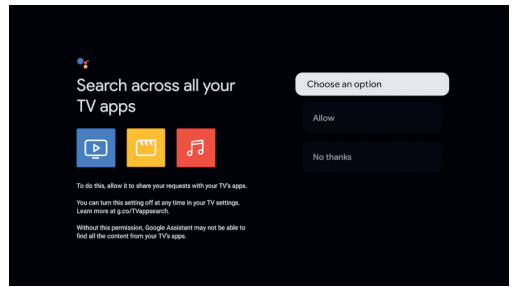 Search across all your
TV apps
To do this, allow it to share your requests with your TV's apps.
You can turn this setting off at any time in your TV settings.
Learn more at g.co/TVappsearch.
Without this permission, Google Assistant may not be able to
find all the content from your TV's apps.
Choose an option
Allow
No thanks